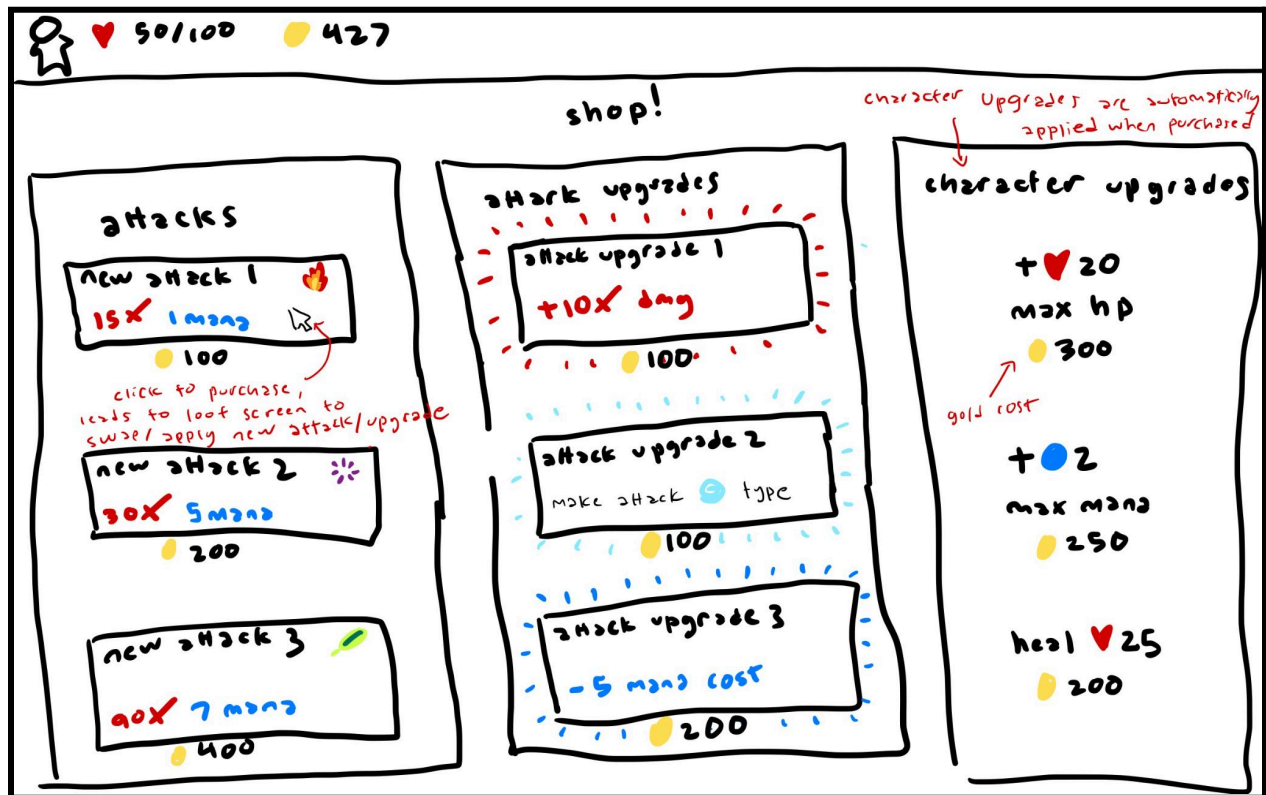 50/100 427
shop!
character upgrades are automatically
applied when purchased
attacks
new attack 1
15 1 mana
100
click to purchase,
leads to loot screen to
swap/apply new attack/upgrade
new attack 2
30 5 mana
200
new attack 3
90 7 mana
400
attack upgrades
attack upgrade 1
+10 dmg
100
attack upgrade 2
make attack c type
100
attack upgrade 3
-5 mana cost
200
character upgrades
+ 20
max hp
300
gold cost
+ 2
max mana
250
heal 25
200